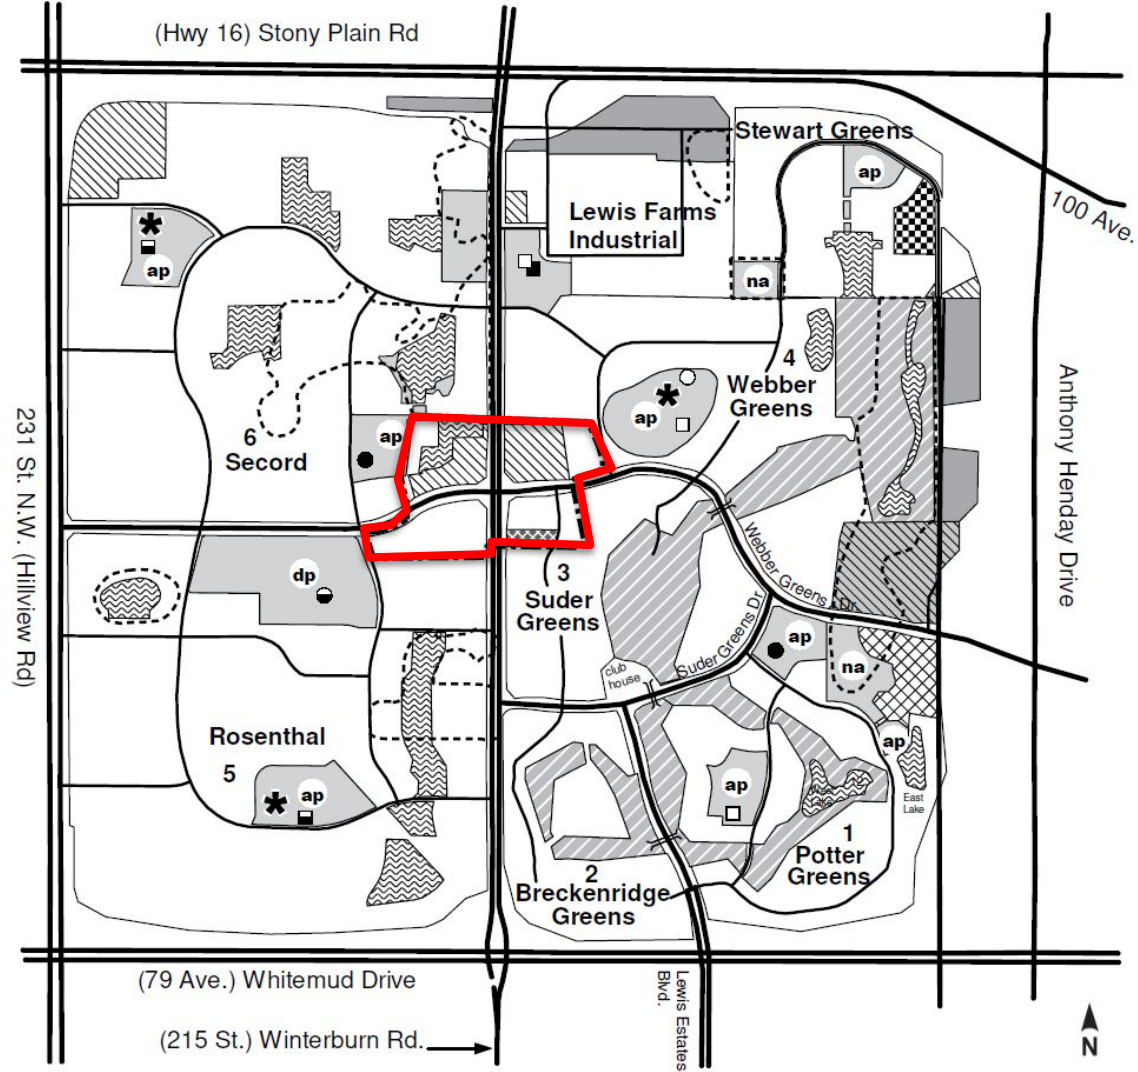 (Hwy 16) Stony Plain Rd
Stewart Greens
ap
100 Ave.
Lewis Farms
Industrial
*
ap
na
4
Webber
Greens
*
ap
Anthony Henday Drive
231 St. N.W. (Hillview Rd)
6
Secord
ap
Webber Greens Dr
dp
3
Suder
Greens
Suder Greens Dr
ap
club
house
na
Rosenthal
5
ap
*
ap
ap
East
Lake
1
Potter
Greens
2
Breckenridge
Greens
(79 Ave.) Whitemud Drive
Lewis Estates
Blvd.
(215 St.) Winterburn Rd.
N